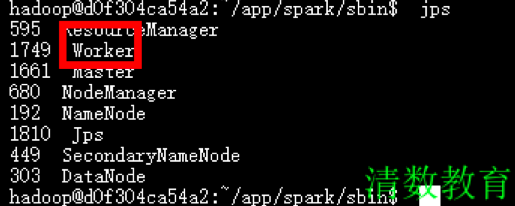 hadoop@d0f304ca54a2:~/app/spark/sbin$ jps
595 ResourceManager
1749 Worker
1661 Master
680 NodeManager
192 NameNode
1810 Jps
449 SecondaryNameNode
303 DataNode
hadoop@d0f304ca54a2:~/app/spark/sbin$
清数教育